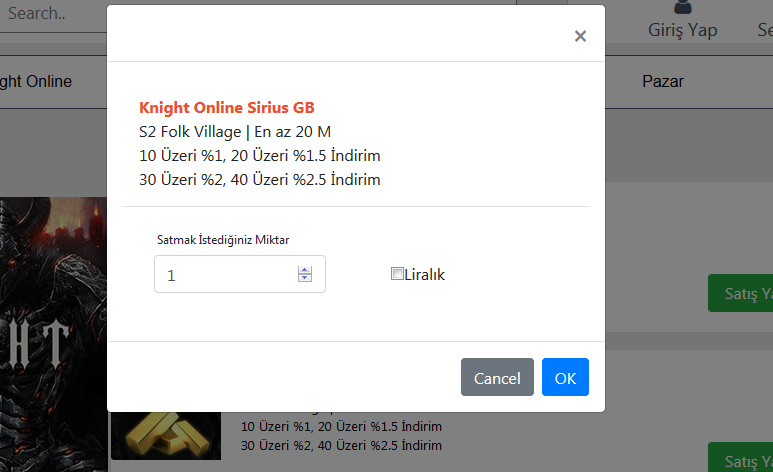 Search..
Giriş Yap
Se
ght Online
Pazar
×
Knight Online Sirius GB
S2 Folk Village | En az 20 M
10 Üzeri %1, 20 Üzeri %1.5 İndirim
30 Üzeri %2, 40 Üzeri %2.5 İndirim
Satmak İstediğiniz Miktar
1
Liralık
Satış Ya
HT
Cancel
OK
10 Üzeri %1, 20 Üzeri %1.5 İndirim
30 Üzeri %2, 40 Üzeri %2.5 İndirim
Satış Ya